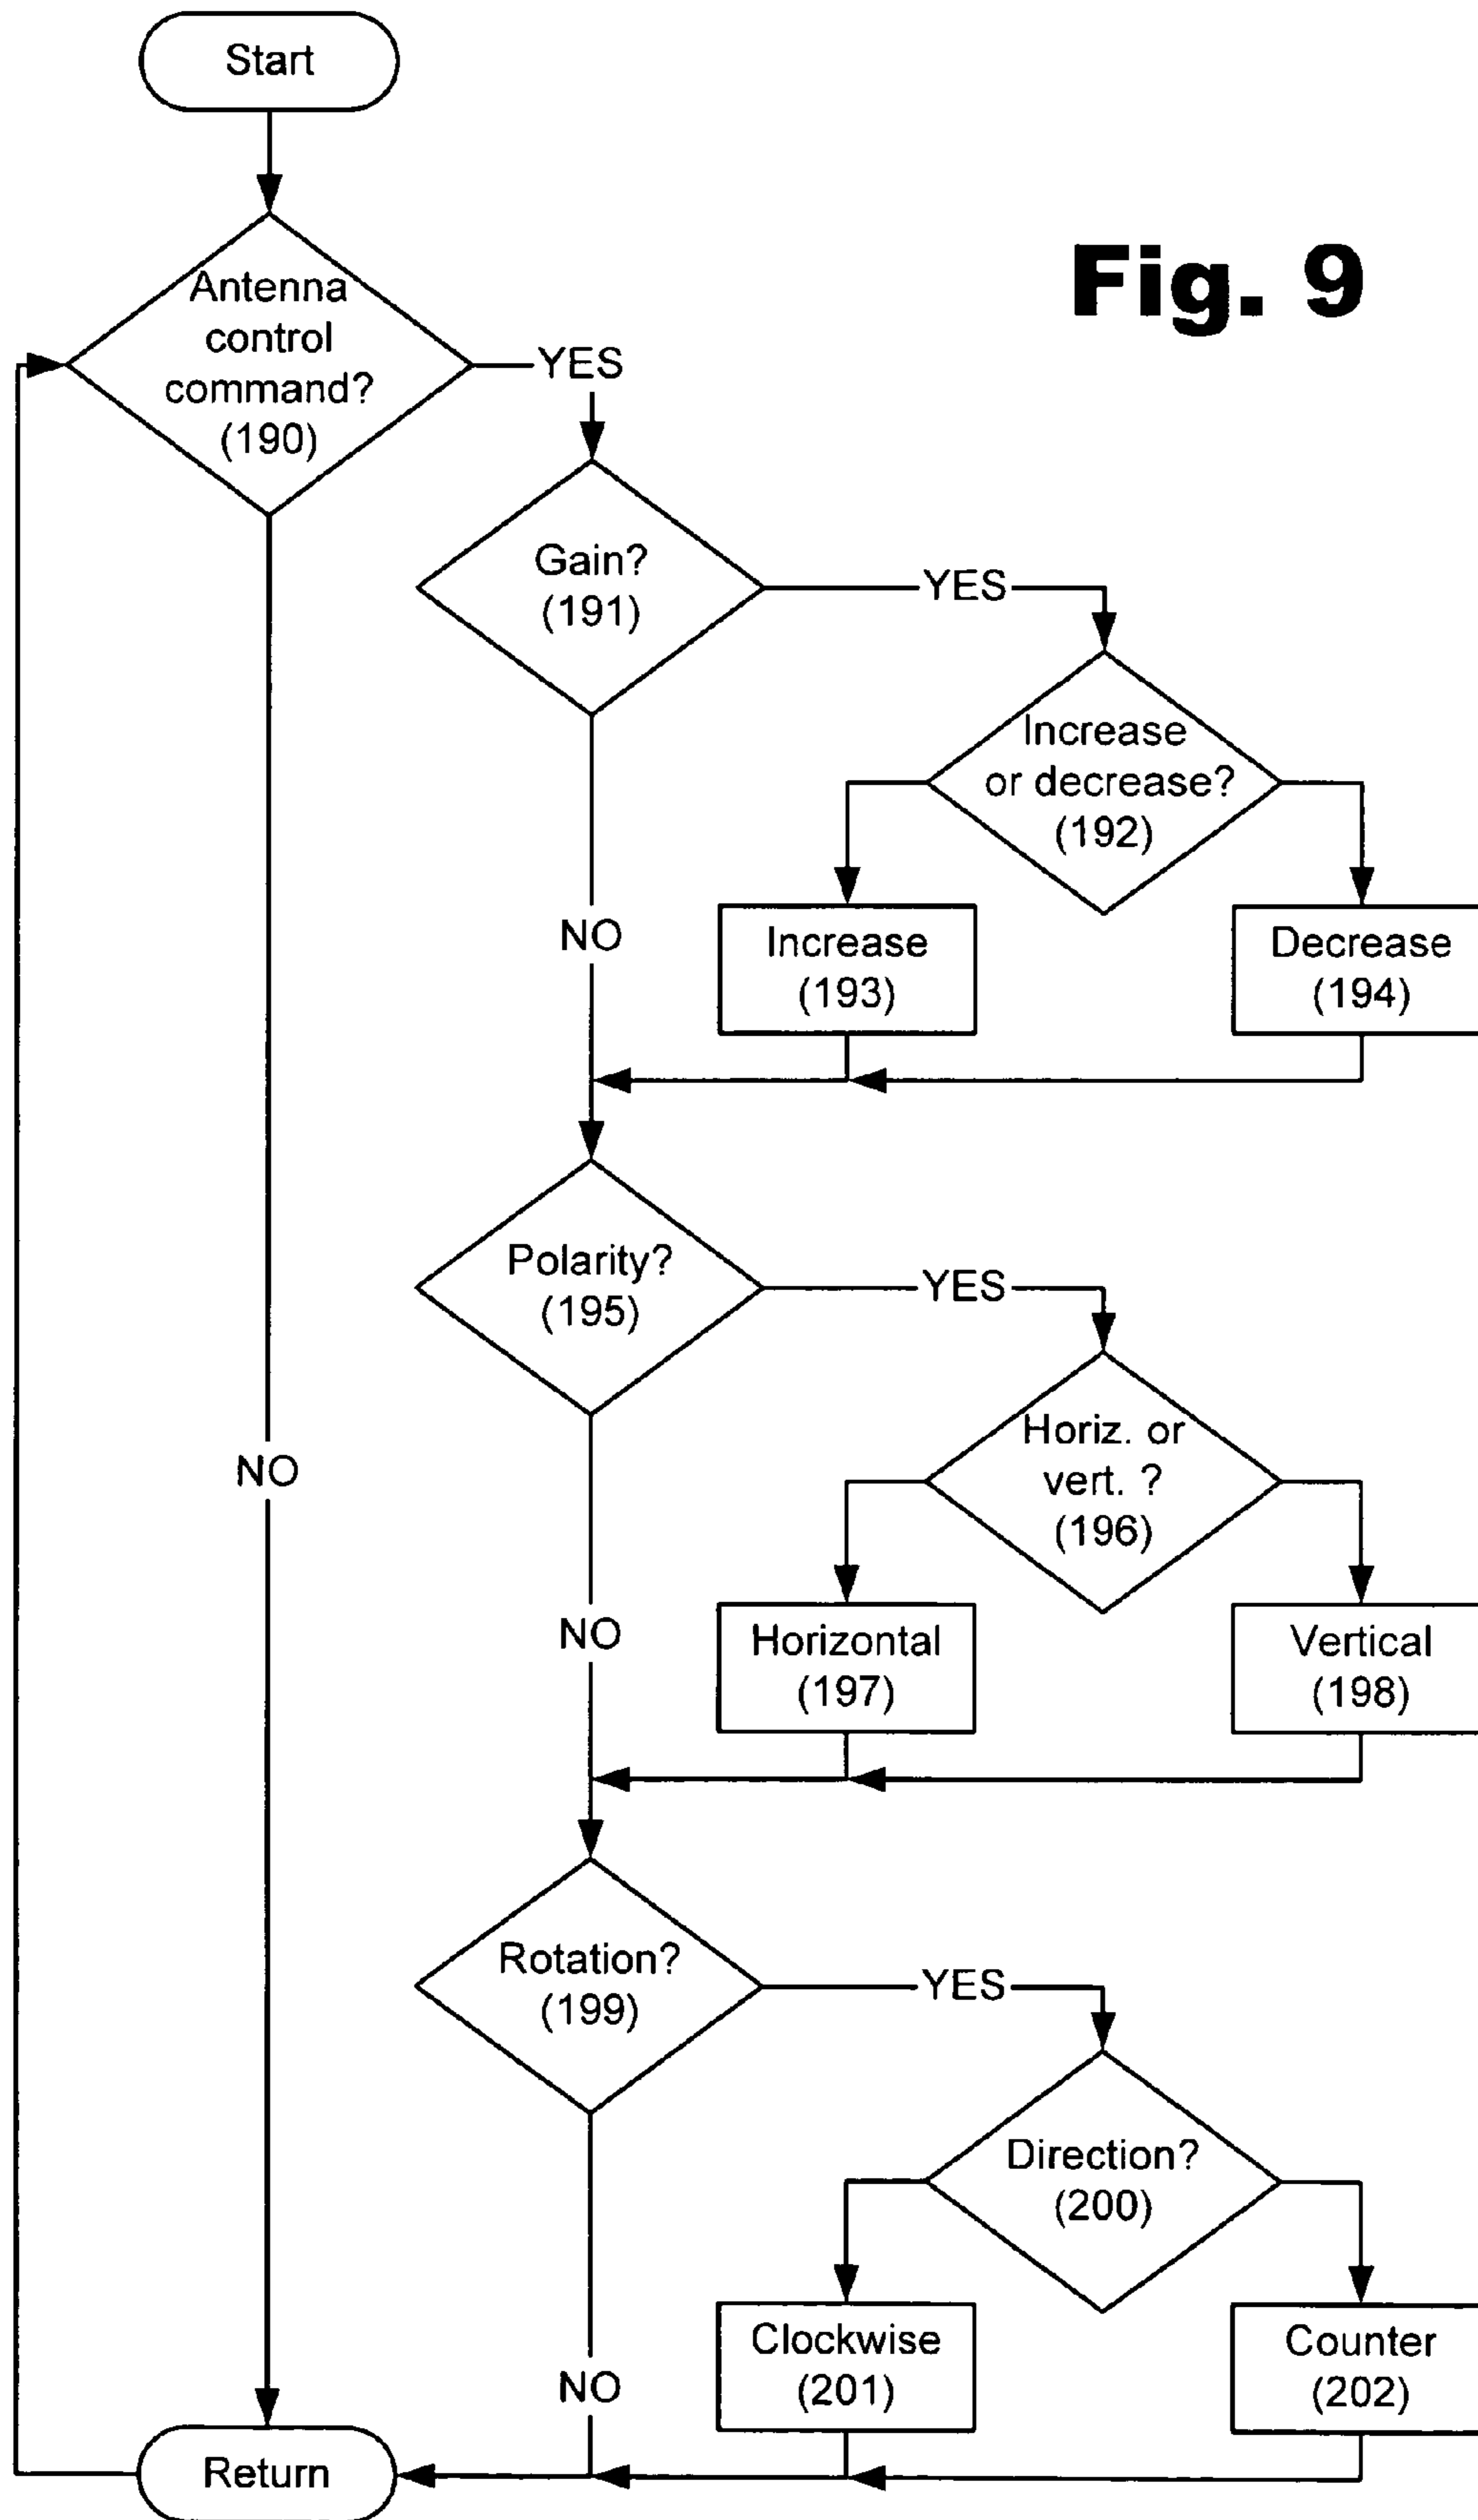 Start
Fig. 9
Antenna
control
command?
(190)
YES
Gain?
(191)
YES
Increase
or decrease?
(192)
NO
Increase
(193)
Decrease
(194)
Polarity?
(195)
YES
Horiz. or
vert. ?
(196)
NO
NO
Horizontal
(197)
Vertical
(198)
Rotation?
(199)
YES
Direction?
(200)
NO
Clockwise
(201)
Counter
(202)
Return